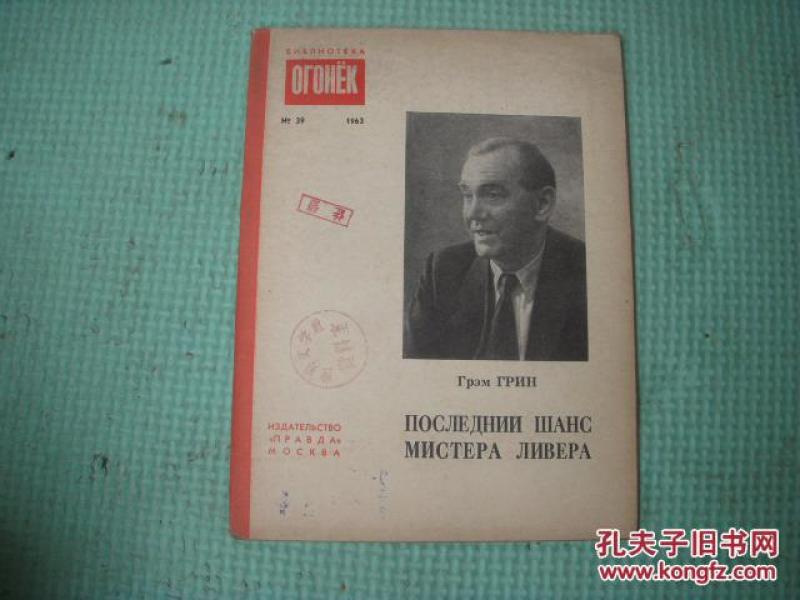 БИБЛИОТЕКА
ОГОНЁК
№ 39 1963
Грэм ГРИН
ПОСЛЕДНИЙ ШАНС
МИСТЕРА ЛИВЕРА
ИЗДАТЕЛЬСТВО
«ПРАВДА»
МОСКВА
孔夫子旧书网
www.kongfz.com